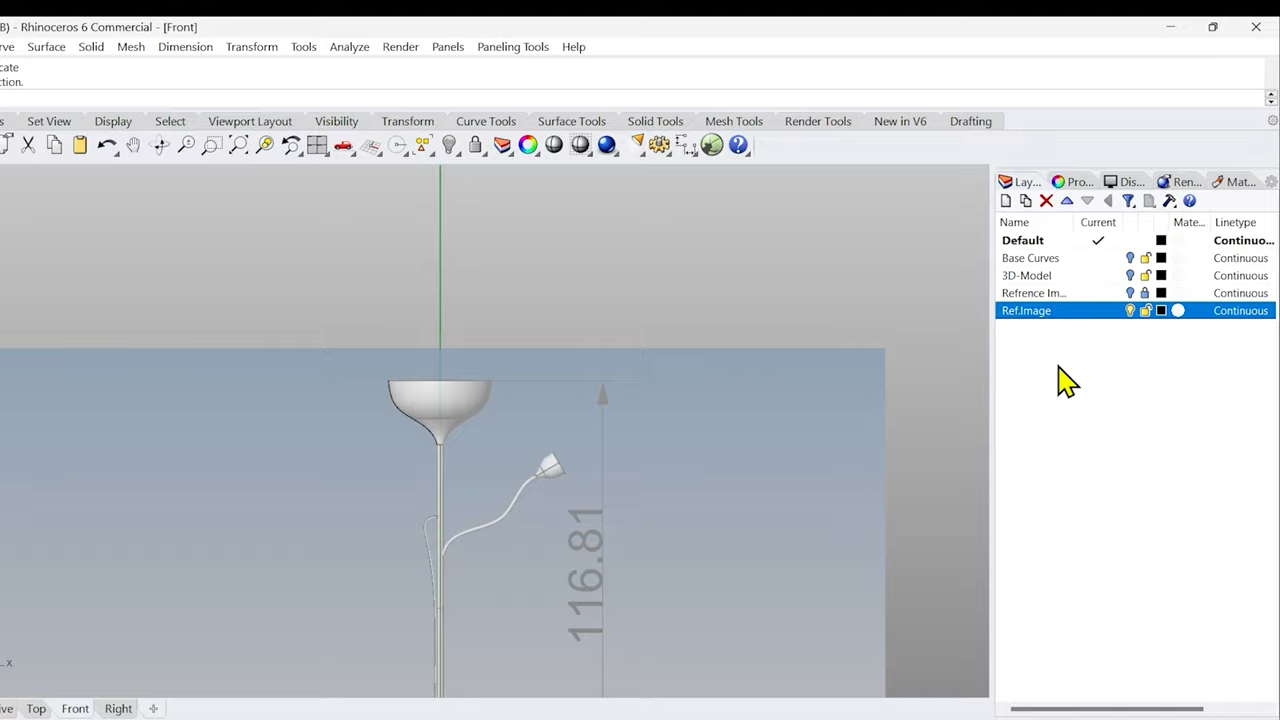 B) - Rhinoceros 6 Commercial - [Front]
rve Surface Solid Mesh Dimension Transform Tools Analyze Render Panels Paneling Tools Help
cate
ction.
s Set View Display Select Viewport Layout Visibility Transform Curve Tools Surface Tools Solid Tools Mesh Tools Render Tools New in V6 Drafting
Lay... Pro... Dis... Ren... Mat...
Name Current Mate... Linetype
Default Continuo...
Base Curves Continuous
3D-Model Continuous
Refrence Im... Continuous
Ref.Image Continuous
116.81
x
ive Top Front Right